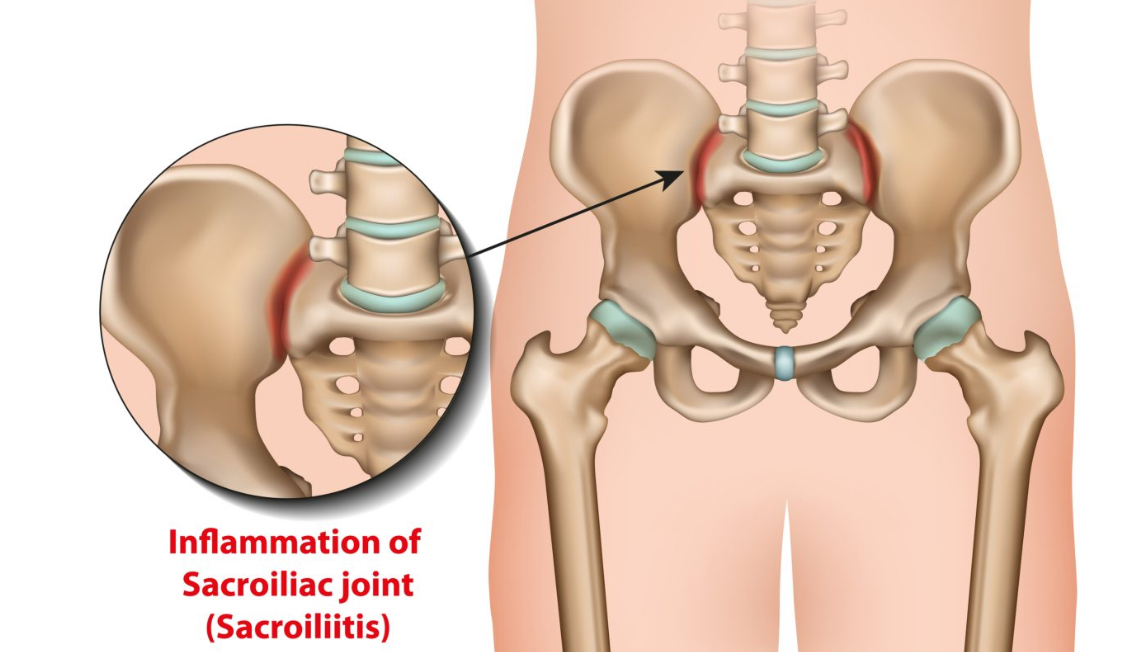 Inflammation of
Sacroiliac joint
(Sacroiliitis)